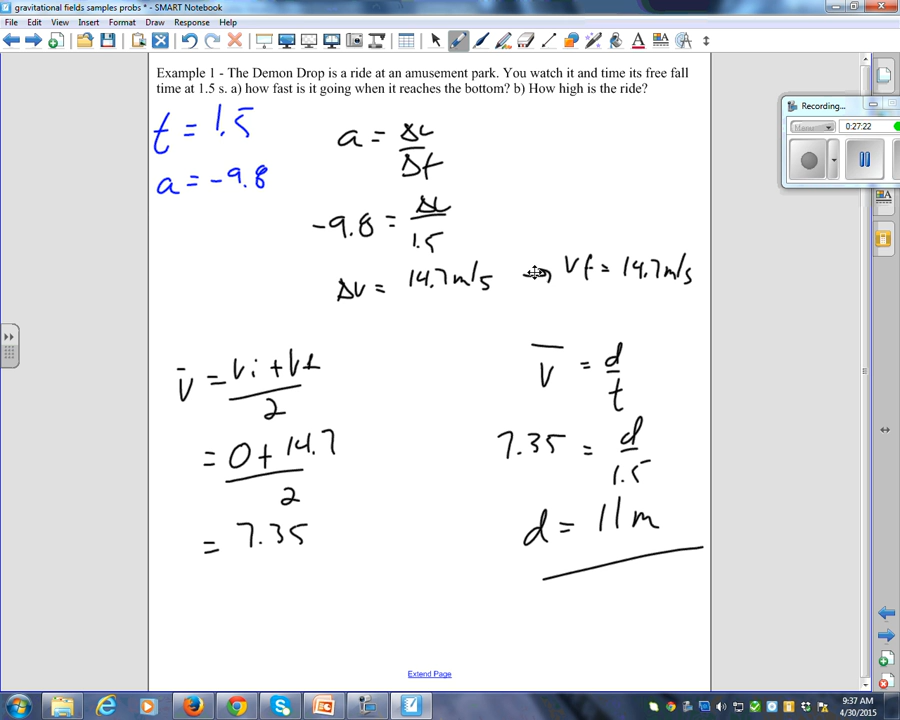 gravitational fields samples probs * - SMART Notebook
File Edit View Insert Format Draw Response Help
Example 1 - The Demon Drop is a ride at an amusement park. You watch it and time its free fall
time at 1.5 s. a) how fast is it going when it reaches the bottom? b) How high is the ride?
Recording...
Menu
0:27:22
t = 1.5
a = -9.8
a = Δv
Δt
-9.8 = Δv
1.5
Δv = 14.7 m/s
vf = 14.7 m/s
v̄ = vi + vf
2
= 0 + 14.7
2
= 7.35
v̄ = d
t
7.35 = d
1.5
d = 11 m
Extend Page
9:37 AM
4/30/2015